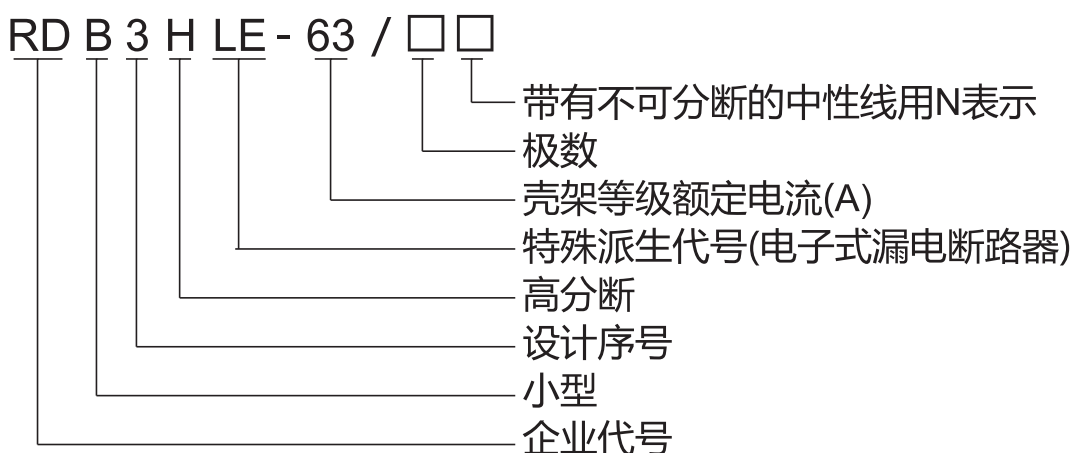 RD B 3 H LE - 63 / □ □
带有不可分断的中性线用N表示
极数
壳架等级额定电流(A)
特殊派生代号(电子式漏电断路器)
高分断
设计序号
小型
企业代号